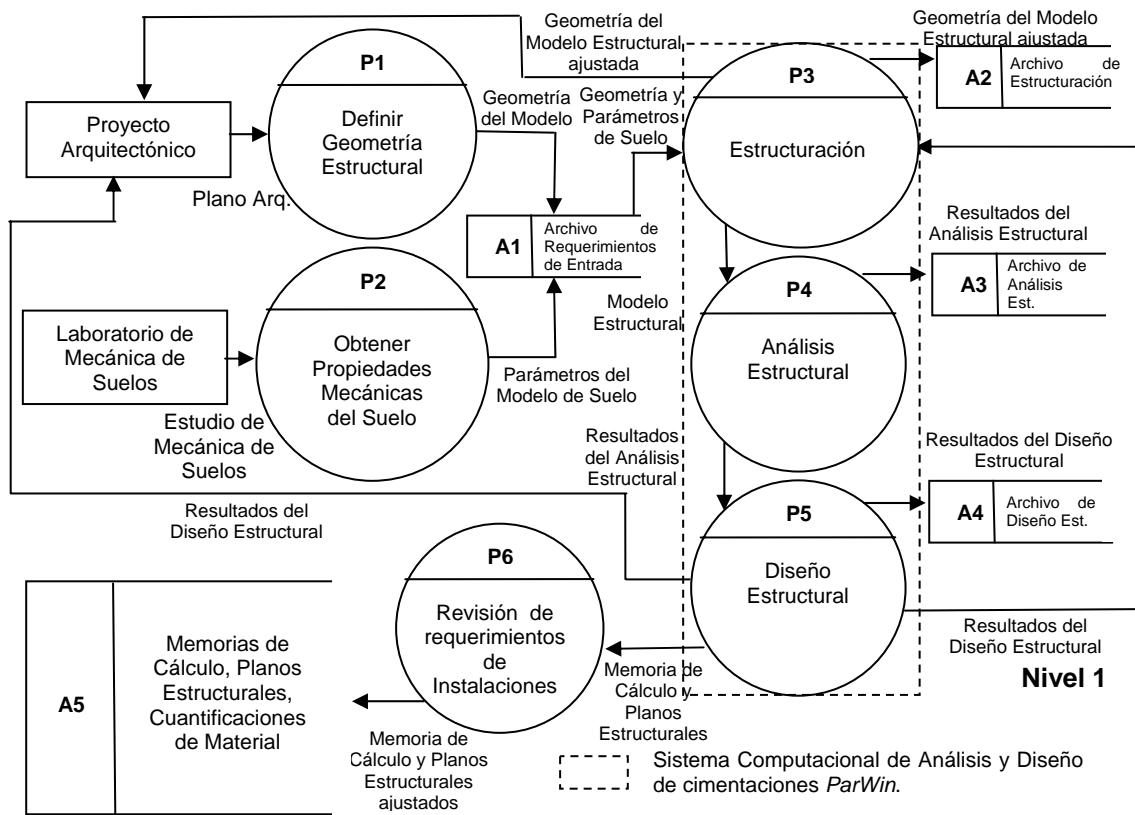 Geometría del
Modelo Estructural
ajustada
Geometría del Modelo
Estructural ajustada
P1
P3
A2
Archivo de
Estructuración
Proyecto
Arquitectónico
Definir
Geometría
Estructural
Geometría
del Modelo
Geometría y
Parámetros
de Suelo
Estructuración
Plano Arq.
A1
Archivo de
Requerimientos
de Entrada
Resultados del
Análisis Estructural
P2
P4
A3
Archivo de
Análisis
Est.
Modelo
Estructural
Laboratorio de
Mecánica de
Suelos
Obtener
Propiedades
Mecánicas
del Suelo
Análisis
Estructural
Parámetros del
Modelo de Suelo
Estudio de
Mecánica de
Suelos
Resultados
del Análisis
Estructural
Resultados del Diseño
Estructural
Resultados del
Diseño Estructural
P5
A4
Archivo de
Diseño Est.
P6
Diseño
Estructural
Revisión de
requerimientos
de
Instalaciones
Resultados del
Diseño Estructural
Nivel 1
A5
Memorias de
Cálculo, Planos
Estructurales,
Cuantificaciones
de Material
Memoria de
Cálculo y
Planos
Estructurales
Memoria de
Cálculo y Planos
Estructurales
ajustados
Sistema Computacional de Análisis y Diseño
de cimentaciones ParWin.